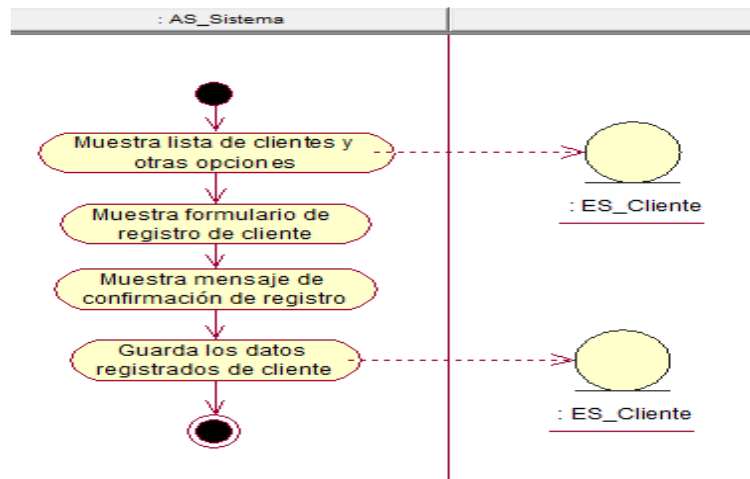 : AS_Sistema
Muestra lista de clientes y
otras opciones
: ES_Cliente
Muestra formulario de
registro de cliente
Muestra mensaje de
confirmación de registro
Guarda los datos
registrados de cliente
: ES_Cliente